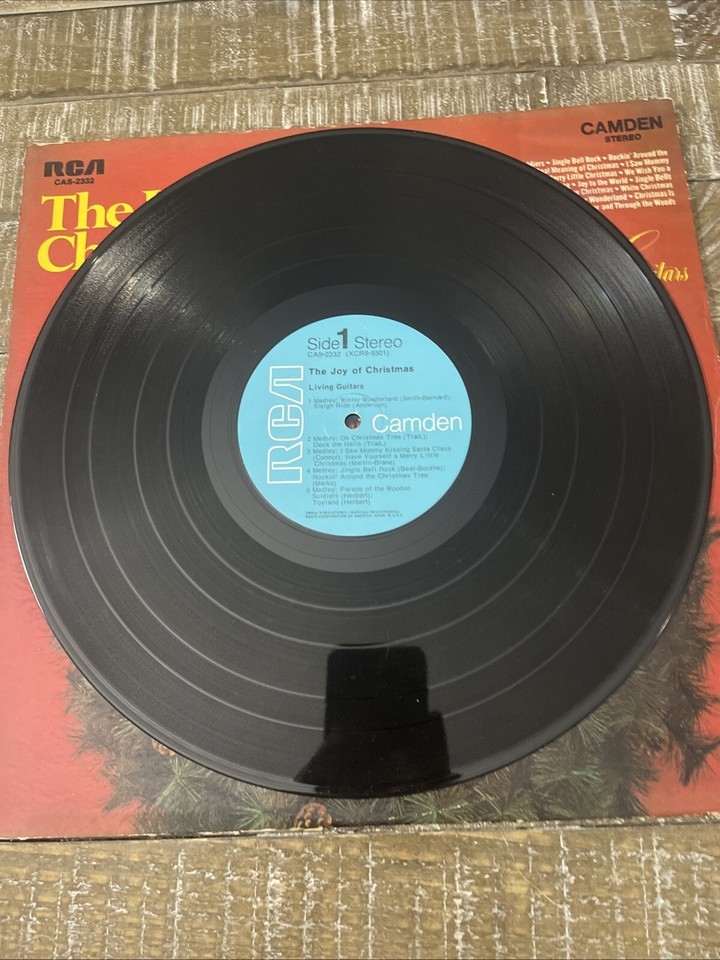 RCA
CAS-2332
CAMDEN
STEREO
The
Ch
diers • Jingle Bell Rock • Rockin' Around the
al Meaning of Christmas • I Saw Mommy
erry Little Christmas • We Wish You a
• Joy to the World • Jingle Bells
Christmas • White Christmas
Wonderland • Christmas Is
and Through the Woods
itars
Side 1 Stereo
CAS-2332 (XCRS-5301)
The Joy of Christmas
Living Guitars
1 Medley: Winter Wonderland (Smith-Bernard);
Sleigh Ride (Anderson)
RCA
Camden
2 Medley: Oh Christmas Tree (Trad.);
Deck the Halls (Trad.)
3 Medley: I Saw Mommy Kissing Santa Claus
(Connor); Have Yourself a Merry Little
Christmas (Martin-Blane)
4 Medley: Jingle Bell Rock (Beal-Boothe);
Rockin' Around the Christmas Tree
(Marks)
5 Medley: Parade of the Wooden
Soldiers (Herbert);
Toyland (Herbert)